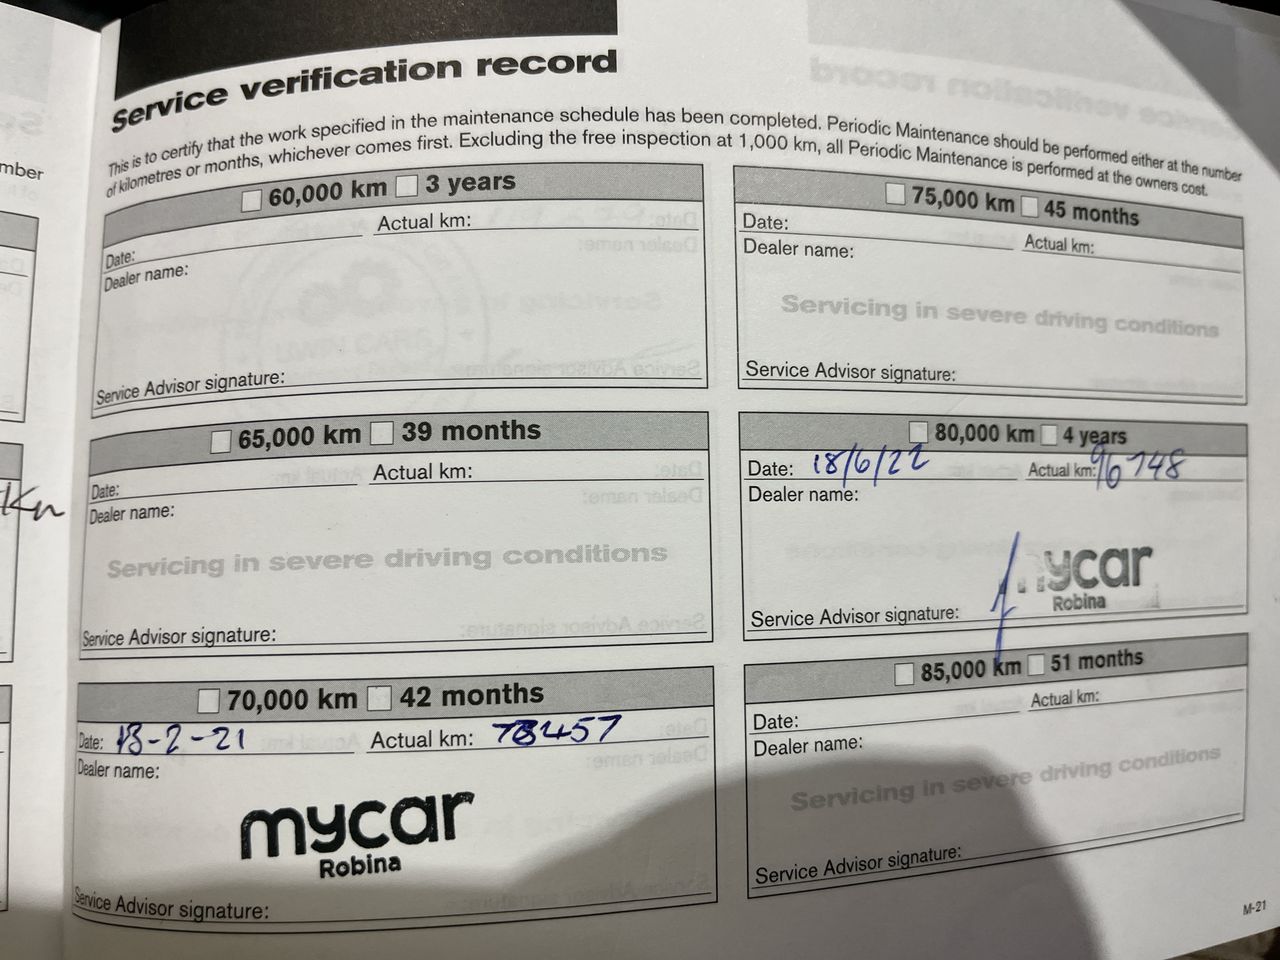 Service verification record
This is to certify that the work specified in the maintenance schedule has been completed. Periodic Maintenance should be performed either at the number
of kilometres or months, whichever comes first. Excluding the free inspection at 1,000 km, all Periodic Maintenance is performed at the owners cost.
60,000 km 3 years
Date: Actual km:
Dealer name:
Service Advisor signature:
65,000 km 39 months
Date: Actual km:
Dealer name:
Servicing in severe driving conditions
Service Advisor signature:
70,000 km 42 months
Date: 18-2-21 Actual km: 78457
Dealer name:
mycar
Robina
Service Advisor signature:
75,000 km 45 months
Date: Actual km:
Dealer name:
Servicing in severe driving conditions
Service Advisor signature:
80,000 km 4 years
Date: 18/6/22 Actual km: 96748
Dealer name:
ycar
Robina
Service Advisor signature:
85,000 km 51 months
Date: Actual km:
Dealer name:
Servicing in severe driving conditions
Service Advisor signature:
M-21
mber
Km